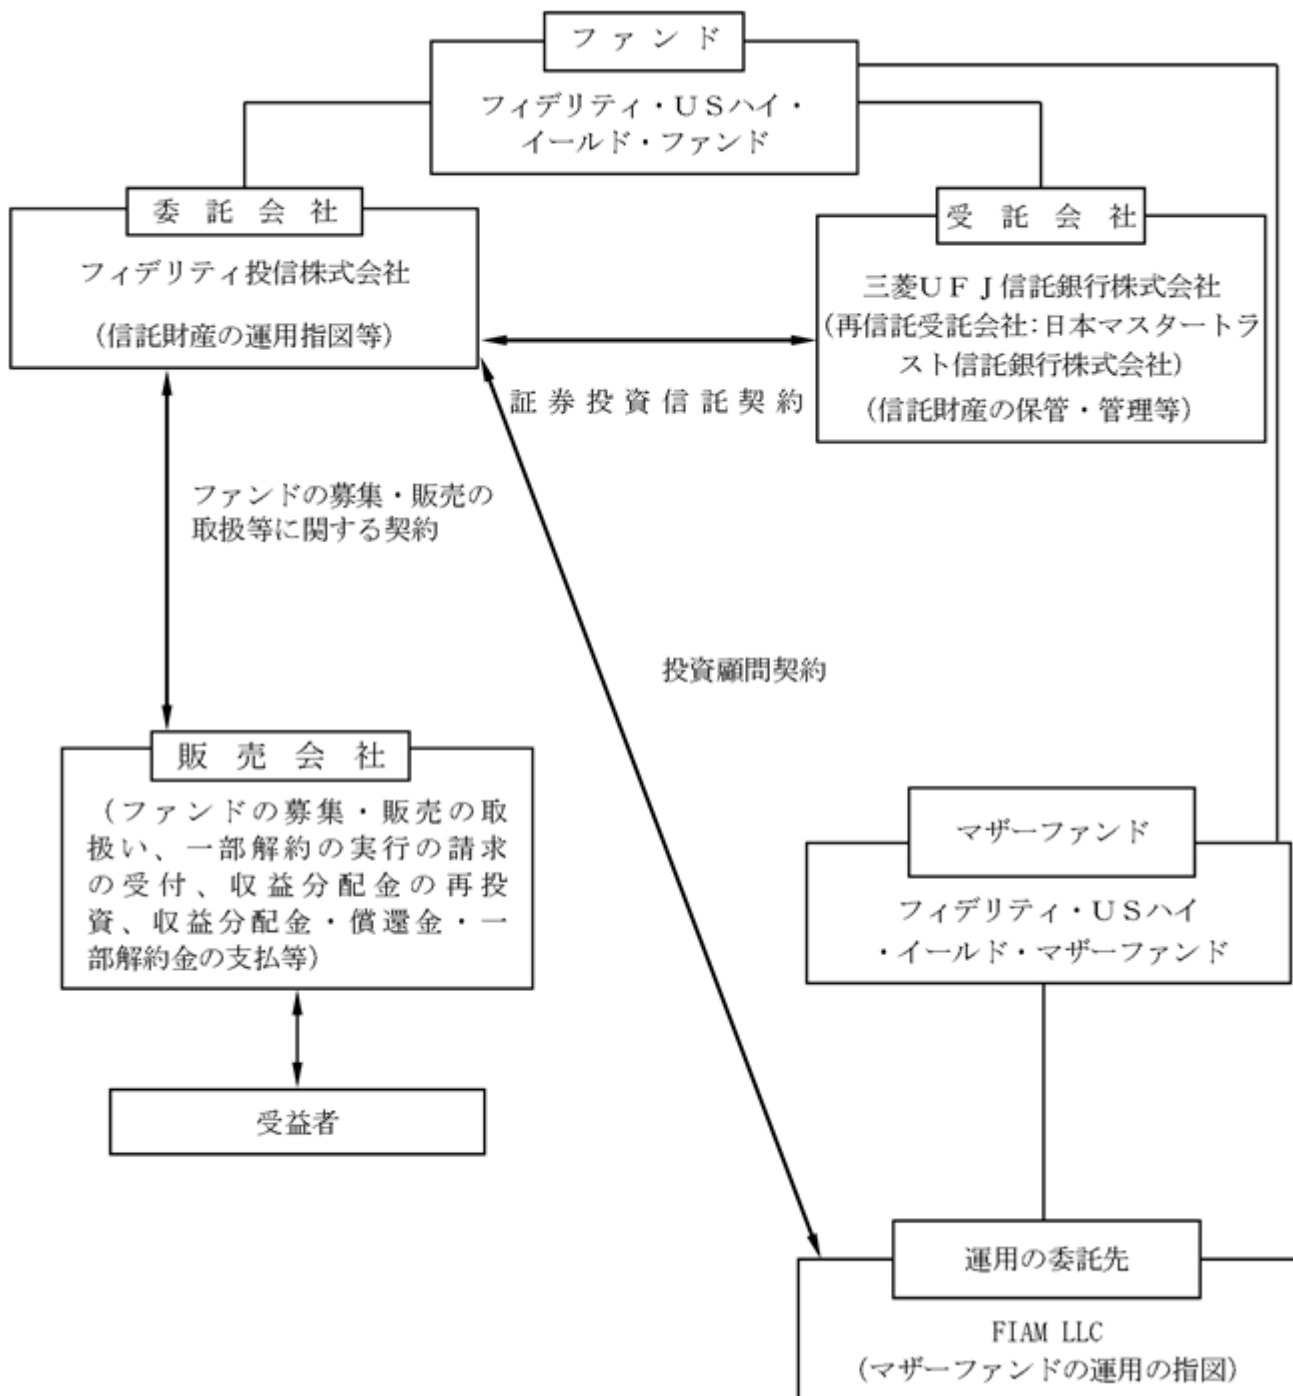 ファンド
フィデリティ・ＵＳハイ・
イールド・ファンド
委託会社
フィデリティ投信株式会社
（信託財産の運用指図等）
受託会社
三菱ＵＦＪ信託銀行株式会社
（再信託受託会社：日本マスタートラ
スト信託銀行株式会社）
（信託財産の保管・管理等）
証券投資信託契約
ファンドの募集・販売の
取扱等に関する契約
投資顧問契約
販売会社
（ファンドの募集・販売の取
扱い、一部解約の実行の請求
の受付、収益分配金の再投
資、収益分配金・償還金・一
部解約金の支払等）
マザーファンド
フィデリティ・ＵＳハイ
・イールド・マザーファンド
受益者
運用の委託先
FIAM LLC
（マザーファンドの運用の指図）